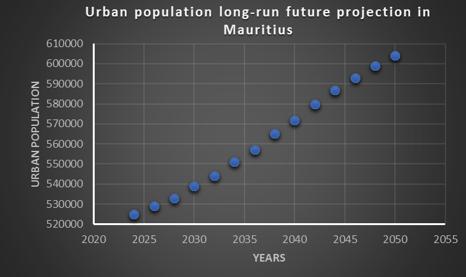 Urban population long-run future projection in
Mauritius
610000
600000
590000
580000
570000
560000
550000
540000
530000
520000
URBAN POPULATION
2020 2025 2030 2035 2040 2045 2050 2055
YEARS